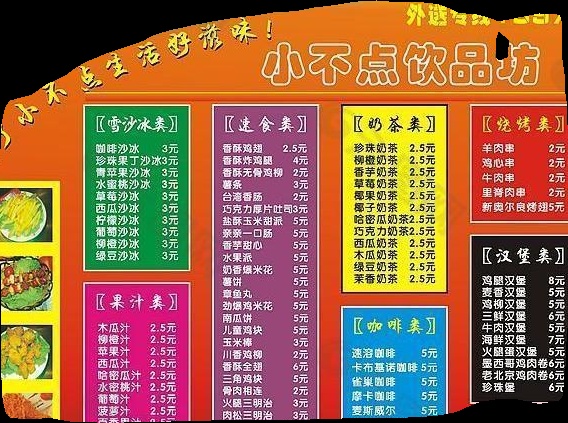 小不点生活好滋味!
小不点饮品坊
【雪沙冰类】
咖啡沙冰 3元
珍珠果丁沙冰3元
青苹果沙冰 3元
水蜜桃沙冰 3元
草莓沙冰 3元
西瓜沙冰 3元
柠檬沙冰 3元
葡萄沙冰 3元
柳橙沙冰 3元
绿豆沙冰 3元
【果汁类】
木瓜汁 2.5元
柳橙汁 2.5元
苹果汁 2.5元
西瓜汁 2.5元
哈密瓜汁 2.5元
水蜜桃汁 2.5元
葡萄汁 2.5元
菠萝汁 2.5元
【速食类】
香酥鸡翅 2.5元
香酥炸鸡腿 4元
香酥无骨鸡柳 2元
薯条 3元
台湾香肠 2元
巧克力厚片吐司3元
盐酥玉米甜派 5元
亲亲一口肠 5元
香芋甜心 5元
水果派 5元
奶香爆米花 5元
薯饼 5元
章鱼丸 5元
劲爆鸡米花 5元
南瓜饼 5元
儿童鸡块 5元
玉米棒 3元
川香鸡柳 2元
香酥全翅 6元
三角鸡块 5元
骨肉相连 2元
火腿三明治 3元
肉松三明治 3元
【奶茶类】
珍珠奶茶 2.5元
柳橙奶茶 2.5元
香芋奶茶 2.5元
草莓奶茶 2.5元
椰果奶茶 2.5元
椰子奶茶 2.5元
哈密瓜奶茶2.5元
巧克力奶茶2.5元
西瓜奶茶 2.5元
木瓜奶茶 2.5元
绿豆奶茶 2.5元
茉香奶茶 2.5元
【咖啡类】
速溶咖啡 5元
卡布基诺咖啡 5元
雀巢咖啡 5元
摩卡咖啡 5元
麦斯威尔 5元
【烧烤类】
羊肉串 2元
鸡心串 2元
牛肉串 2元
里脊肉串 2元
新奥尔良烤翅5元
【汉堡类】
鸡腿汉堡 8元
麦香汉堡 5元
鸡柳汉堡 5元
三鲜汉堡 6元
牛肉汉堡 5元
海鲜汉堡 7元
火腿蛋汉堡 5元
墨西哥鸡肉卷6元
老北京鸡肉卷6元
珍珠堡 6元